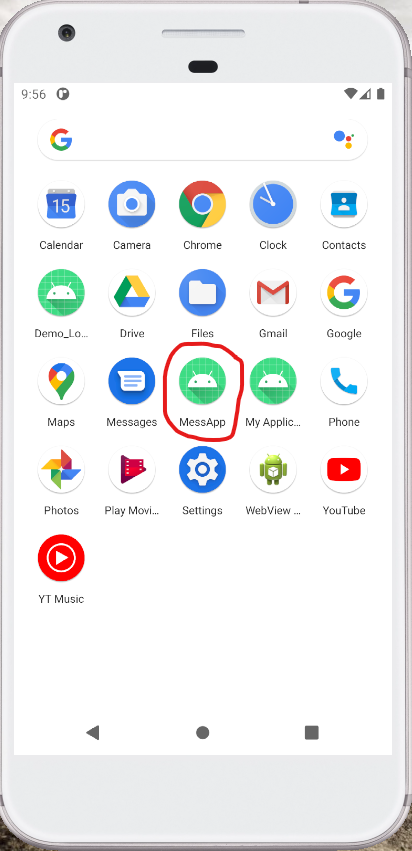 9:56
15
Calendar Camera Chrome Clock Contacts
Demo_Lo... Drive Files Gmail Google
Maps Messages MessApp My Applic... Phone
Photos Play Movi... Settings WebView ... YouTube
YT Music